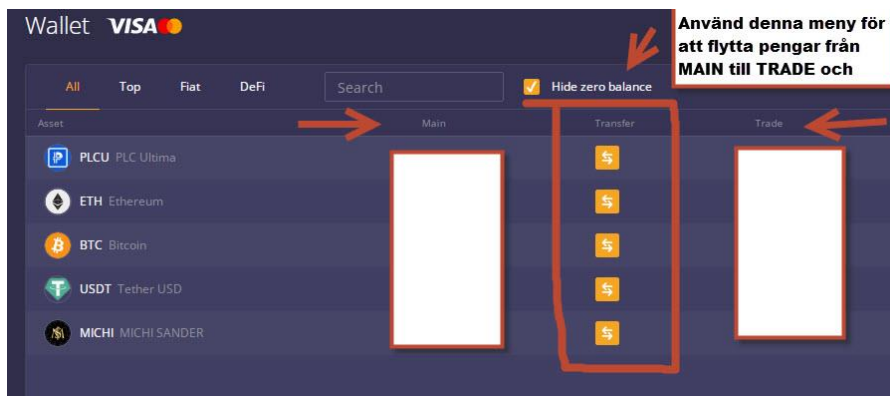 Wallet VISA
Använd denna meny för
att flytta pengar från
MAIN till TRADE och
All Top Fiat DeFi Search Hide zero balance
Asset Main Transfer Trade
PLCU PLC Ultima
ETH Ethereum
BTC Bitcoin
USDT Tether USD
MICHI MICHI SANDER